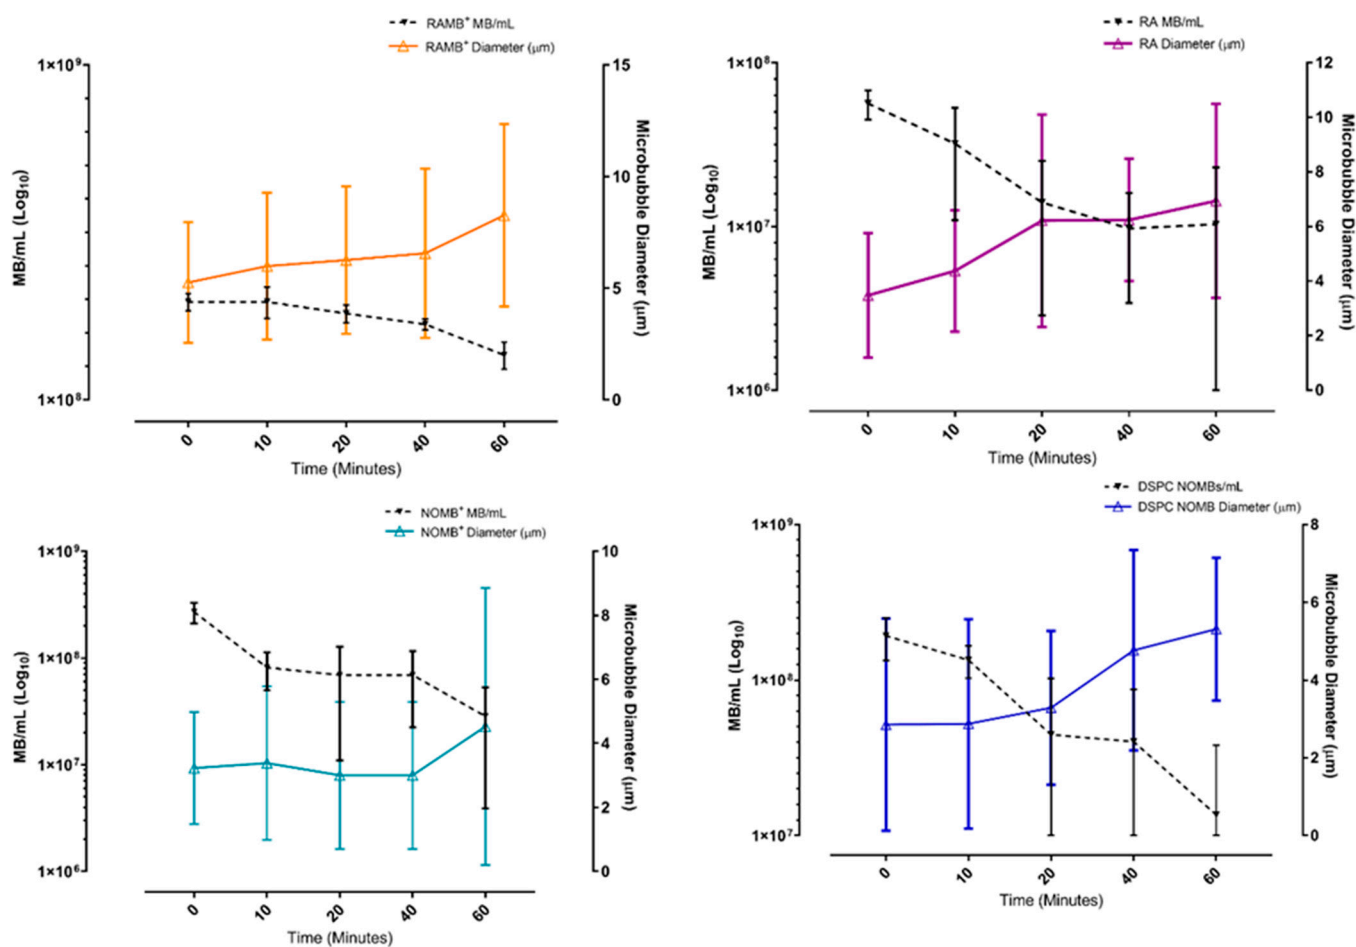 RAMB⁺ MB/mL
RAMB⁺ Diameter (μm)
1×10⁹
1×10⁸
MB/mL (Log₁₀)
15
10
5
0
Microbubble Diameter (μm)
0
10
20
40
60
Time (Minutes)
RA MB/mL
RA Diameter (μm)
1×10⁸
1×10⁷
1×10⁶
MB/mL (Log₁₀)
12
10
8
6
4
2
0
Microbubble Diameter (μm)
0
10
20
40
60
Time (Minutes)
NOMB⁺ MB/mL
NOMB⁺ Diameter (μm)
1×10⁹
1×10⁸
1×10⁷
1×10⁶
MB/mL (Log₁₀)
10
8
6
4
2
0
Microbubble Diameter (μm)
0
10
20
40
60
Time (Minutes)
DSPC NOMBs/mL
DSPC NOMB Diameter (μm)
1×10⁹
1×10⁸
1×10⁷
MB/mL (Log₁₀)
8
6
4
2
0
Microbubble Diameter (μm)
0
10
20
40
60
Time (Minutes)